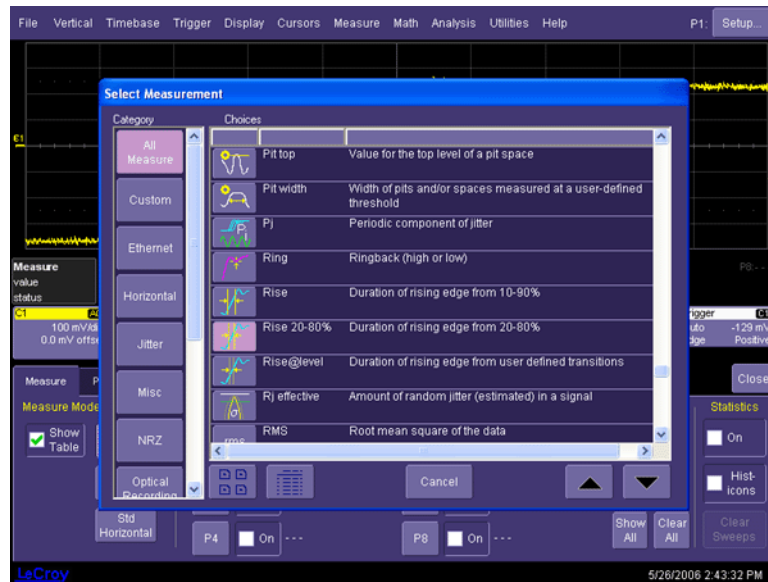 File Vertical Timebase Trigger Display Cursors Measure Math Analysis Utilities Help P1: Setup...
Select Measurement
Category Choices
All Measure
Custom
Ethernet
Horizontal
Jitter
Misc
NRZ
Optical Recording
Pit top Value for the top level of a pit space
Pit width Width of pits and/or spaces measured at a user-defined threshold
Pj Periodic component of jitter
Ring Ringback (high or low)
Rise Duration of rising edge from 10-90%
Rise 20-80% Duration of rising edge from 20-80%
Rise@level Duration of rising edge from user defined transitions
Rj effective Amount of random jitter (estimated) in a signal
RMS Root mean square of the data
Cancel
C1
Measure P8:- -
value
status
C1
100 mV/di
0.0 mV offse
rigger C1
uto -129 mV
dge Positive
Measure P
Close
Measure Mode
Show Table
Std Horizontal
P4 On ---
P8 On ---
Show All
Clear All
Statistics
On
Hist-icons
Clear Sweeps
LeCroy 5/26/2006 2:43:32 PM